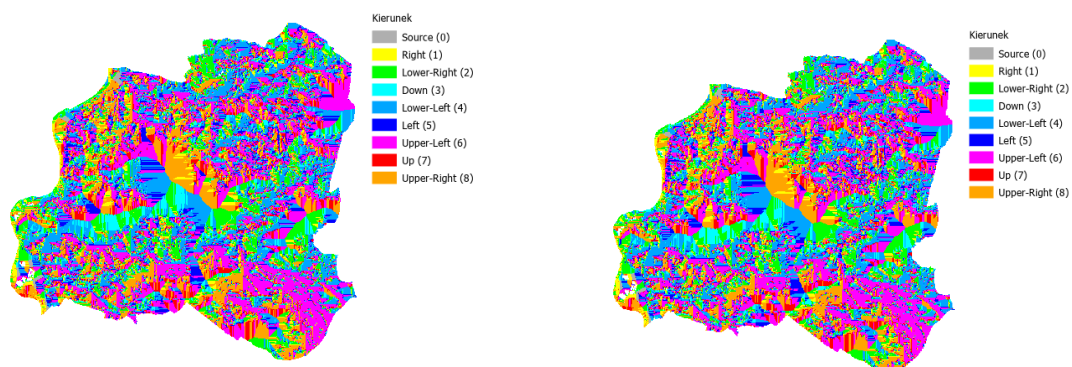 Kierunek
Source (0)
Right (1)
Lower-Right (2)
Down (3)
Lower-Left (4)
Left (5)
Upper-Left (6)
Up (7)
Upper-Right (8)
Kierunek
Source (0)
Right (1)
Lower-Right (2)
Down (3)
Lower-Left (4)
Left (5)
Upper-Left (6)
Up (7)
Upper-Right (8)